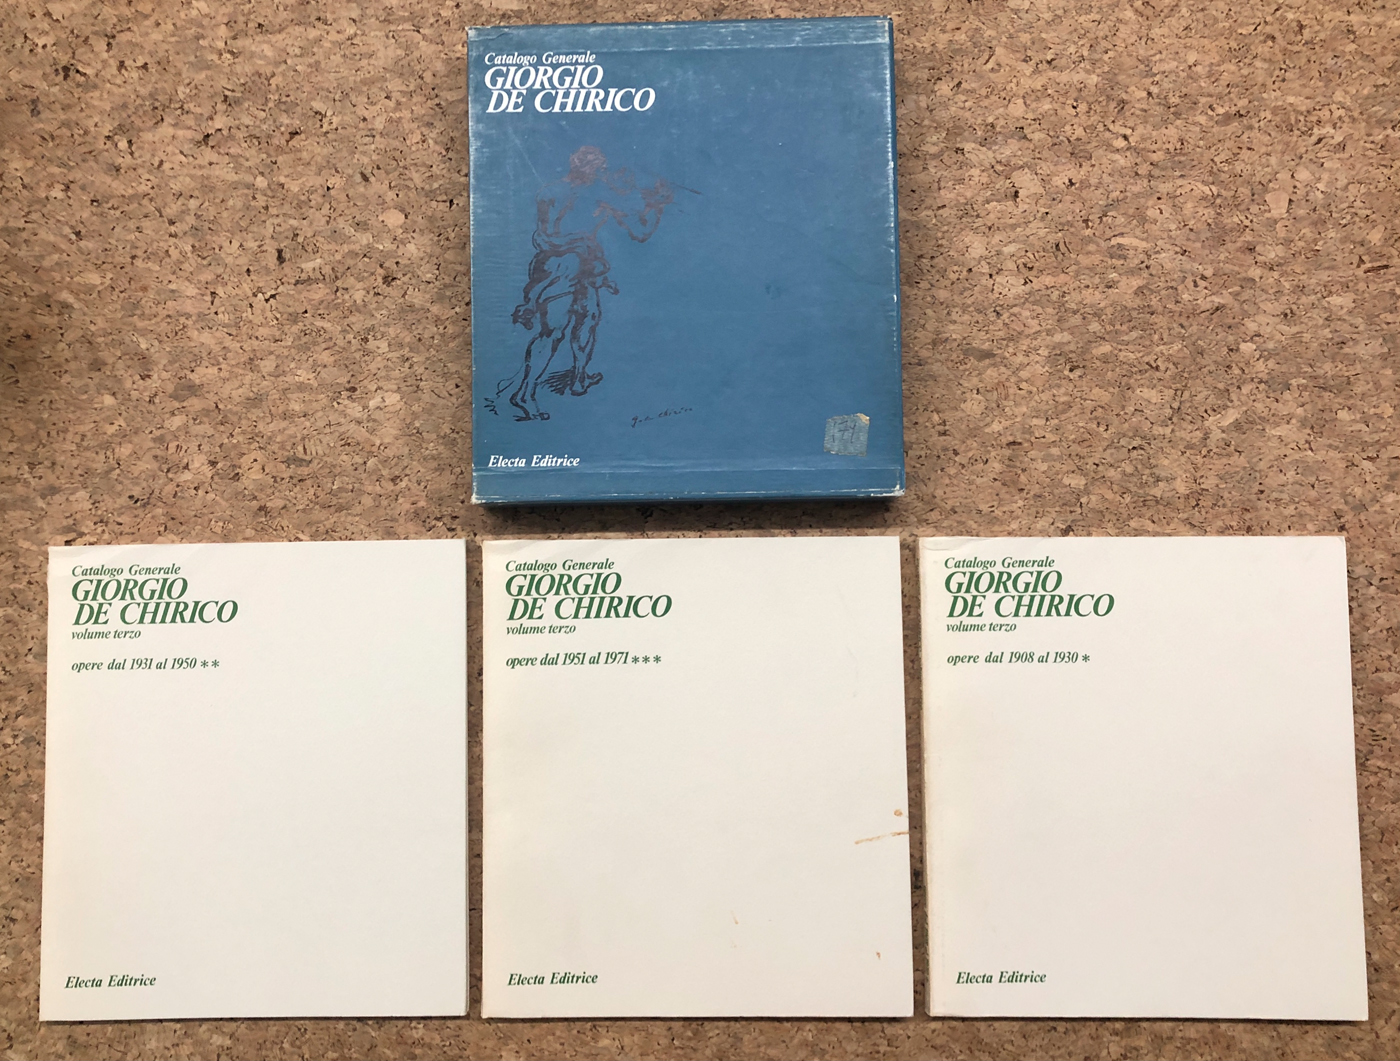 Catalogo Generale
GIORGIO
DE CHIRICO
g. de Chirico
Electa Editrice
Catalogo Generale
GIORGIO
DE CHIRICO
volume terzo
opere dal 1931 al 1950 **
Electa Editrice
Catalogo Generale
GIORGIO
DE CHIRICO
volume terzo
opere dal 1951 al 1971 ***
Electa Editrice
Catalogo Generale
GIORGIO
DE CHIRICO
volume terzo
opere dal 1908 al 1930 *
Electa Editrice